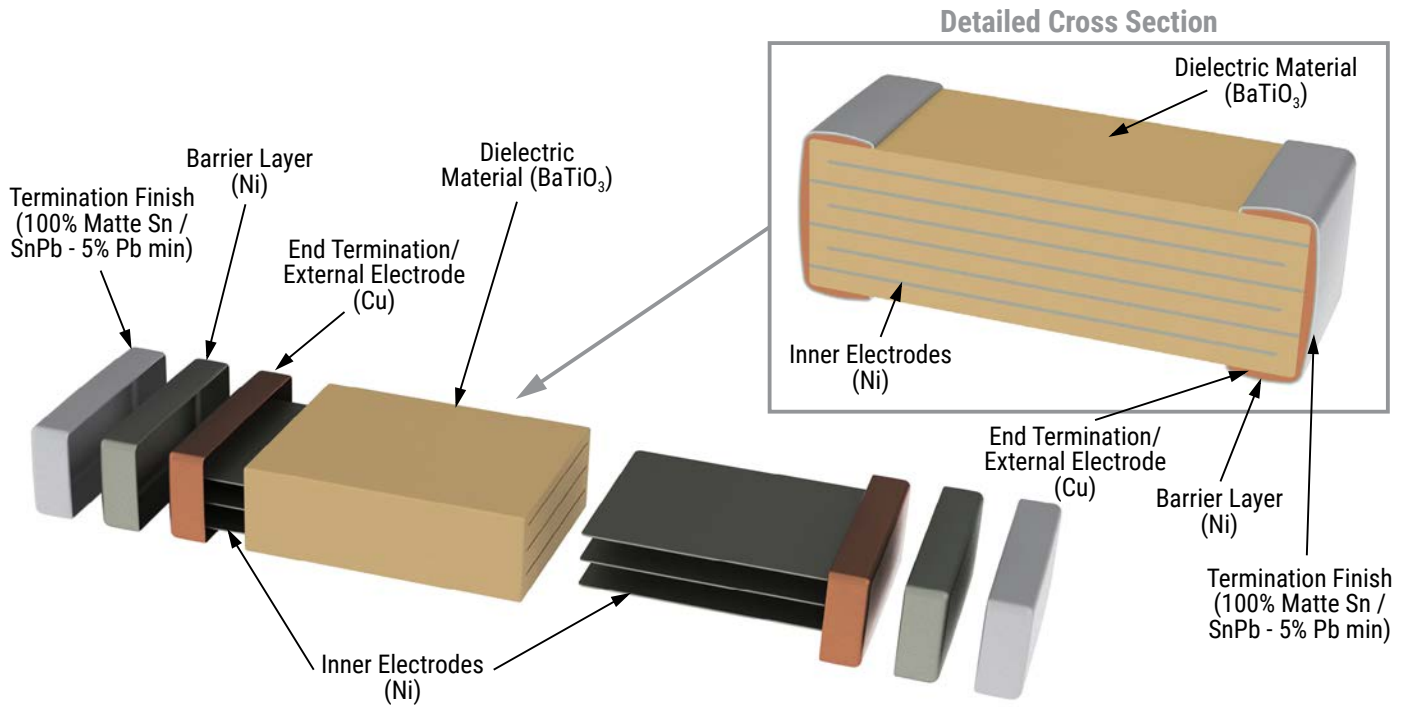 Detailed Cross Section
Dielectric Material
(BaTiO₃)
Inner Electrodes
(Ni)
End Termination/
External Electrode
(Cu)
Barrier Layer
(Ni)
Termination Finish
(100% Matte Sn /
SnPb - 5% Pb min)
Termination Finish
(100% Matte Sn /
SnPb - 5% Pb min)
Barrier Layer
(Ni)
End Termination/
External Electrode
(Cu)
Dielectric
Material (BaTiO₃)
Inner Electrodes
(Ni)